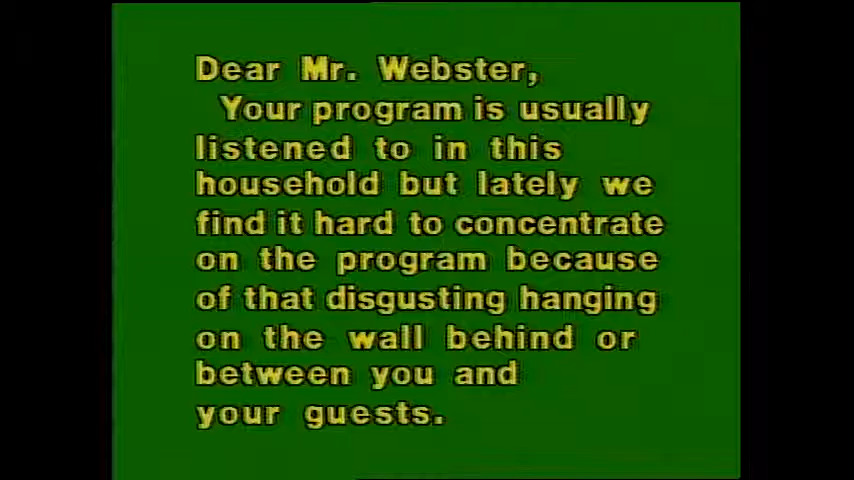 Dear Mr. Webster,
Your program is usually
listened to in this
household but lately we
find it hard to concentrate
on the program because
of that disgusting hanging
on the wall behind or
between you and
your guests.